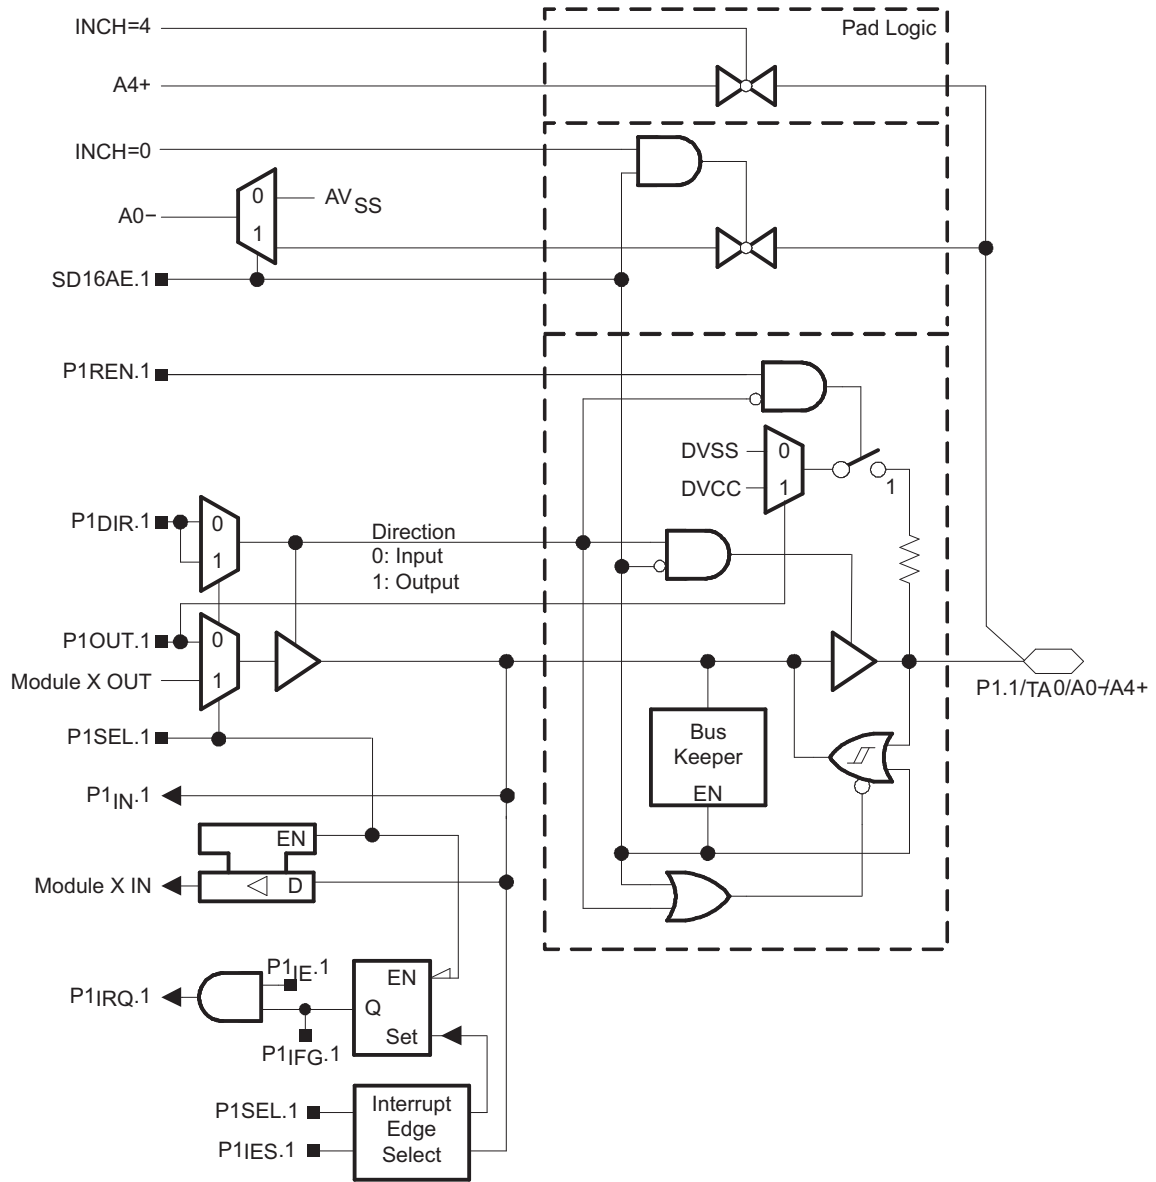 INCH=4
Pad Logic
A4+
INCH=0
0
AVSS
A0−
1
SD16AE.1
P1REN.1
DVSS
0
DVCC
1
1
P1DIR.1
0
1
Direction
0: Input
1: Output
P1OUT.1
0
Module X OUT
1
P1.1/TA0/A0−/A4+
P1SEL.1
Bus
Keeper
EN
P1IN.1
EN
Module X IN
D
P1IRQ.1
P1IE.1
P1IFG.1
EN
Q
Set
P1SEL.1
P1IES.1
Interrupt
Edge
Select